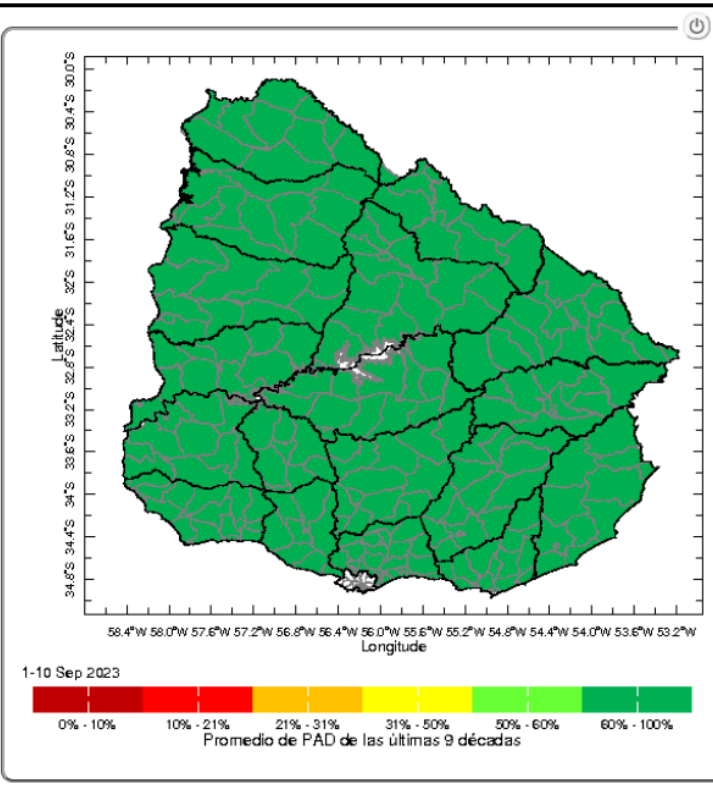 30.0°S
30.4°S
30.8°S
31.2°S
31.6°S
32°S
32.4°S
32.8°S
33.2°S
33.6°S
34°S
34.4°S
34.8°S
Latitude
58.4°W 58.0°W 57.6°W 57.2°W 56.8°W 56.4°W 56.0°W 55.6°W 55.2°W 54.8°W 54.4°W 54.0°W 53.6°W 53.2°W
Longitude
1-10 Sep 2023
0% - 10% 10% - 21% 21% - 31% 31% - 50% 50% - 60% 60% - 100%
Promedio de PAD de las últimas 9 décadas